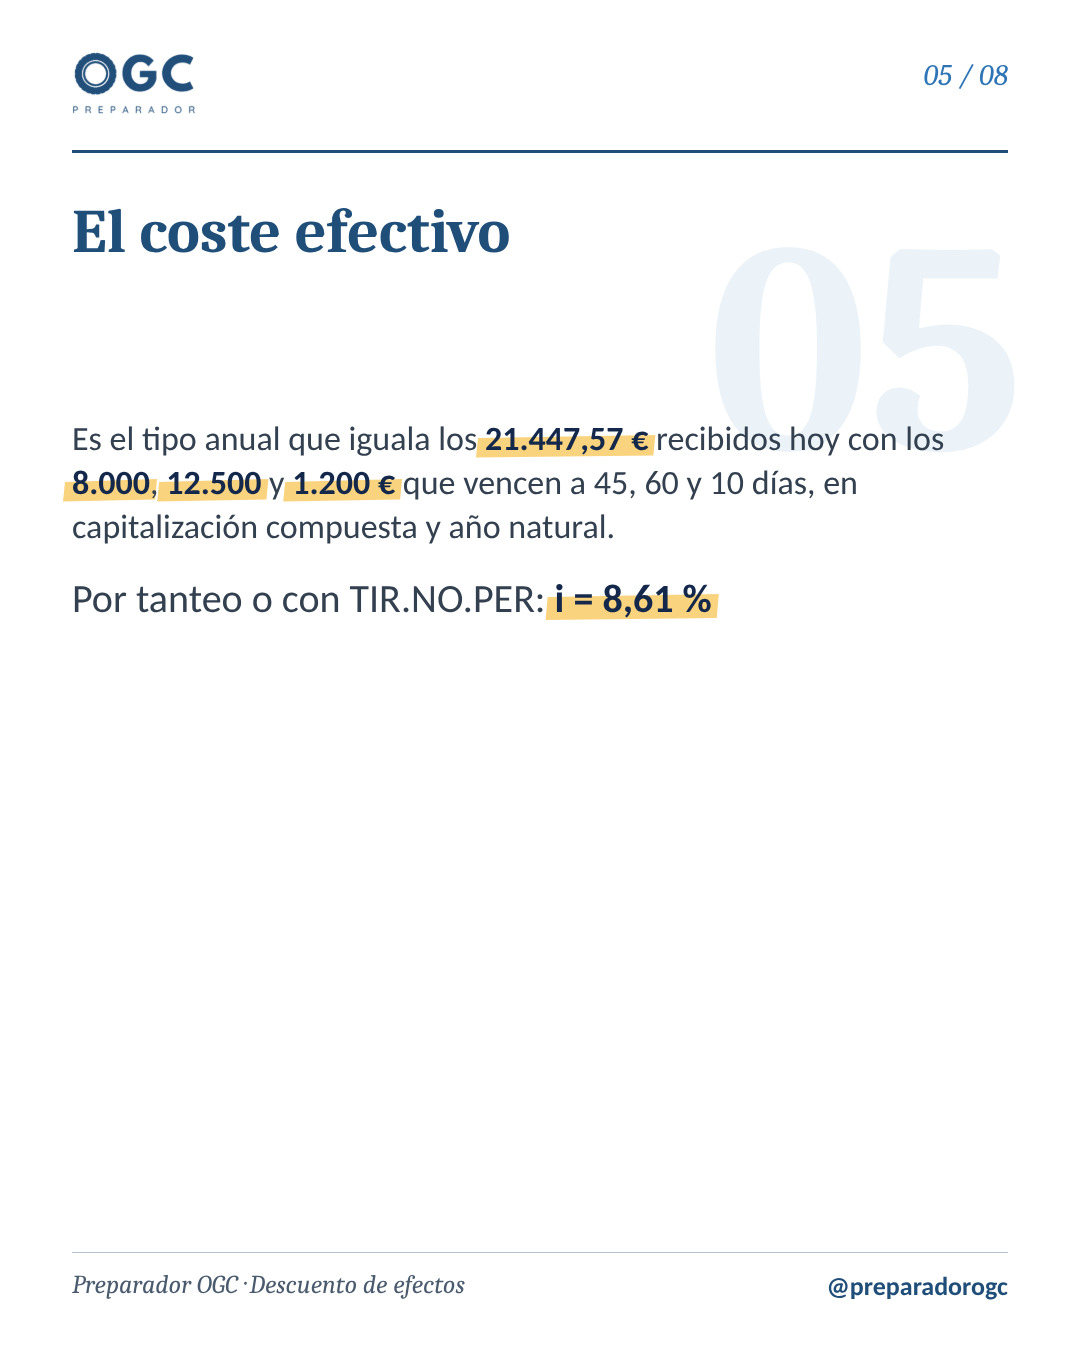 OGC
PREPARADOR
05 / 08
El coste efectivo
05
Es el tipo anual que iguala los 21.447,57 € recibidos hoy con los
8.000, 12.500 y 1.200 € que vencen a 45, 60 y 10 días, en
capitalización compuesta y año natural.
Por tanteo o con TIR.NO.PER: i = 8,61 %
Preparador OGC · Descuento de efectos
@preparadorogc